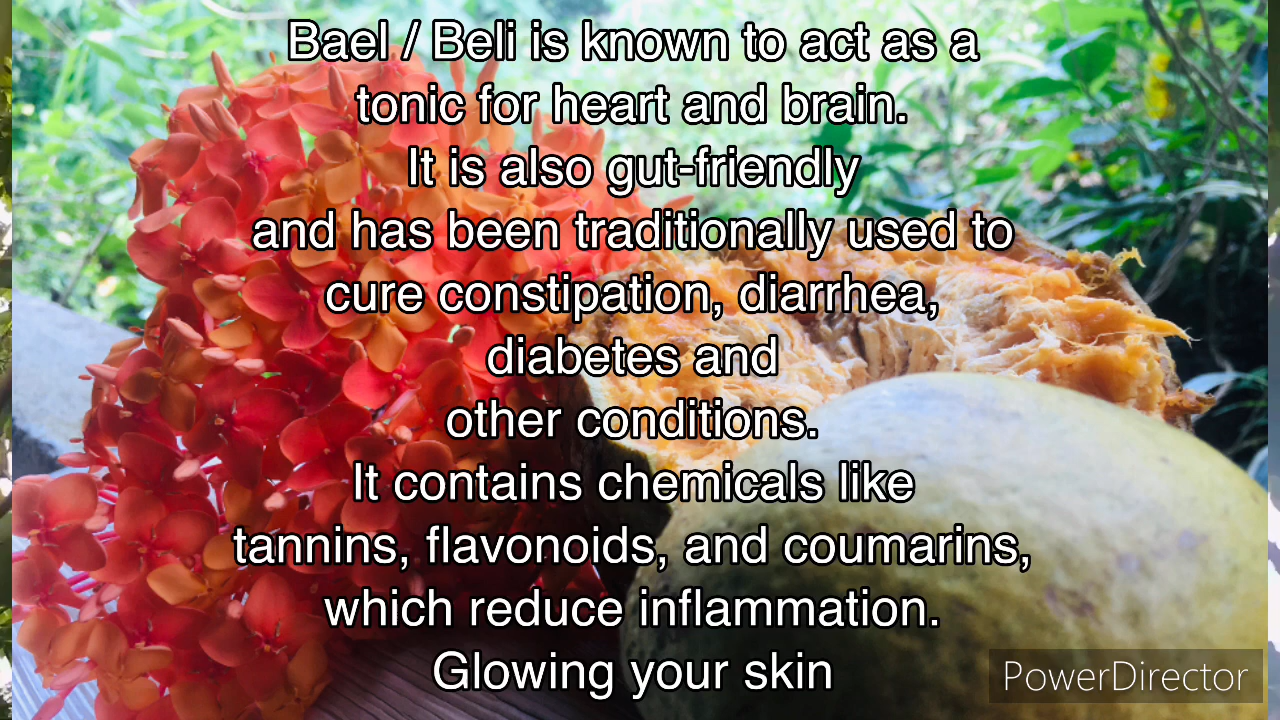 Bael / Beli is known to act as a
tonic for heart and brain.
It is also gut-friendly
and has been traditionally used to
cure constipation, diarrhea,
diabetes and
other conditions.
It contains chemicals like
tannins, flavonoids, and coumarins,
which reduce inflammation.
Glowing your skin
PowerDirector